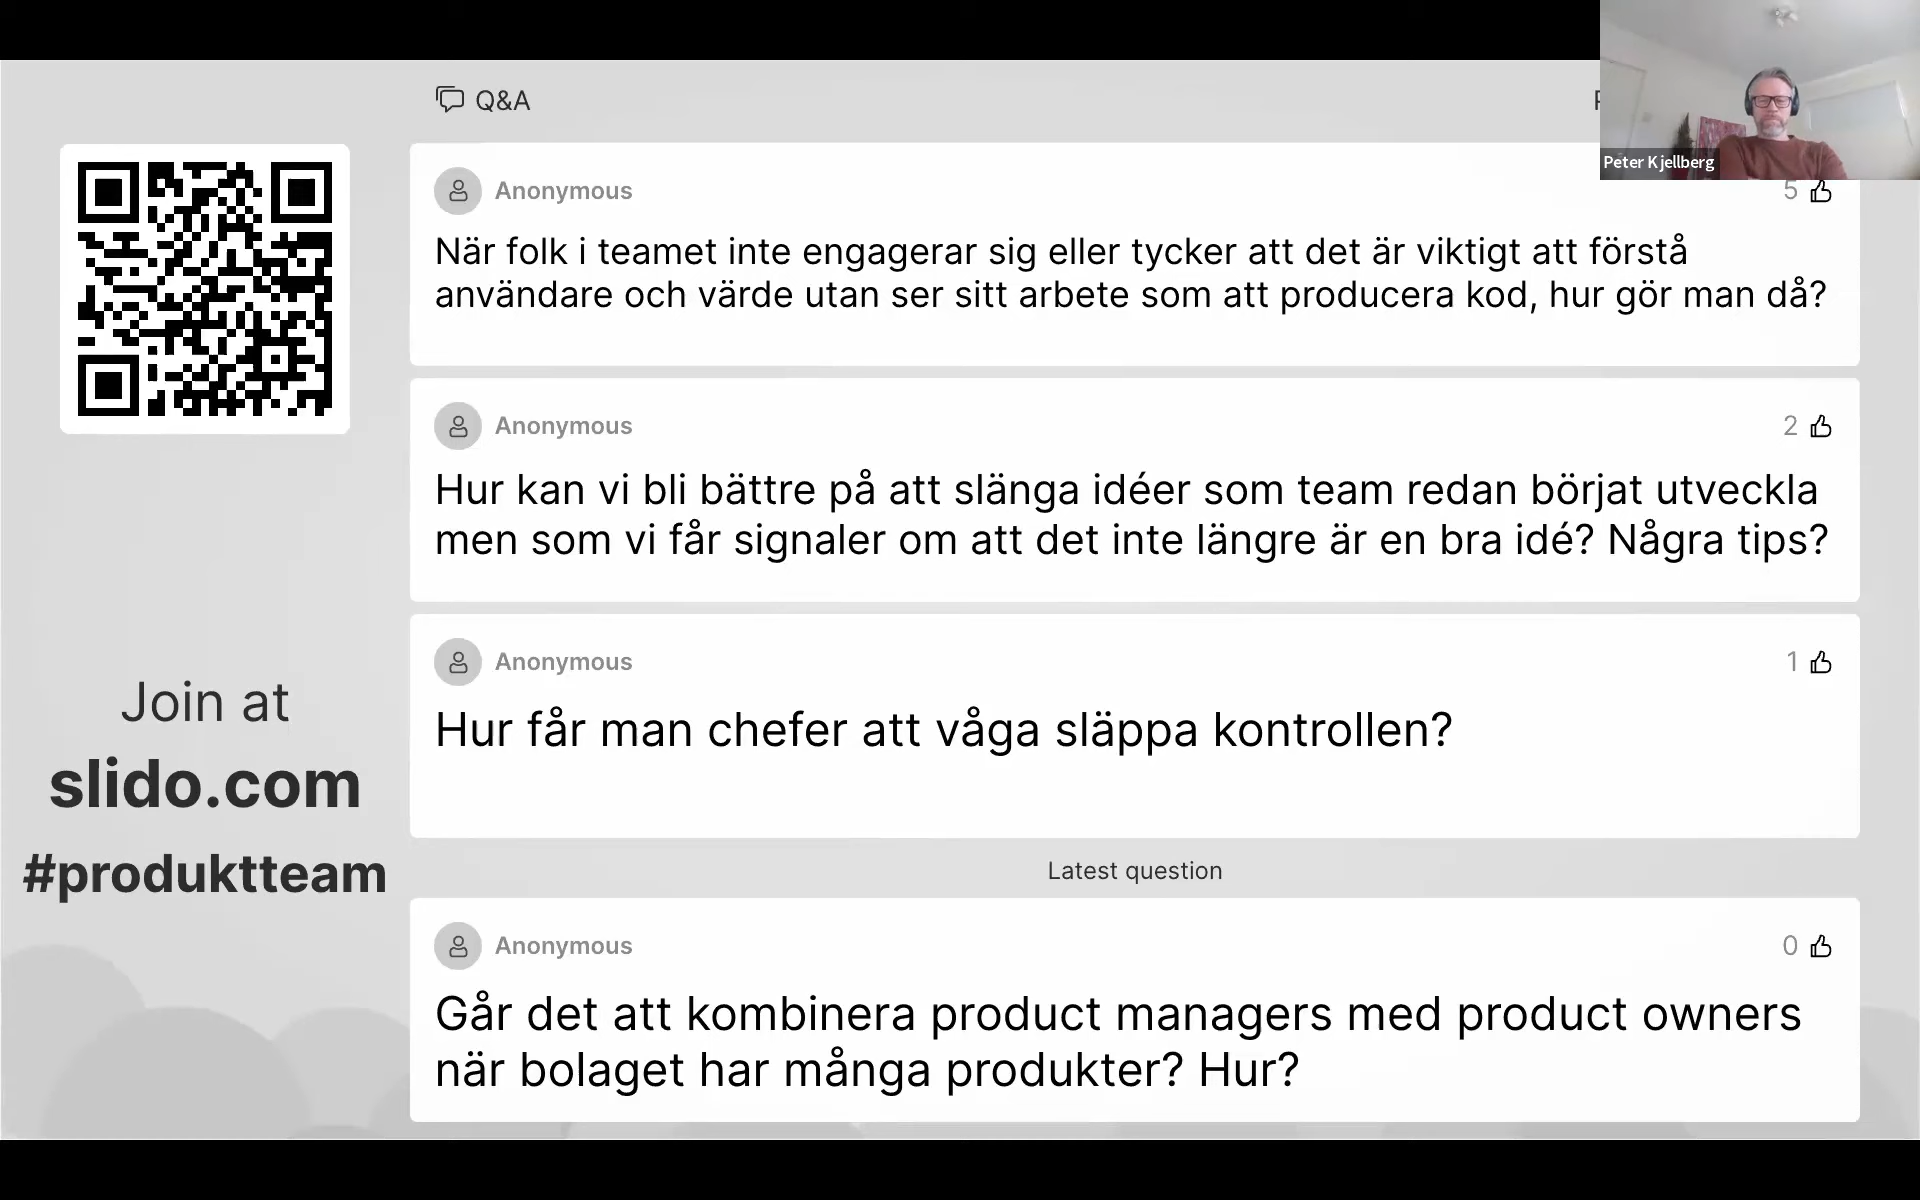 Q&A
Peter Kjellberg
Anonymous
5
När folk i teamet inte engagerar sig eller tycker att det är viktigt att förstå
användare och värde utan ser sitt arbete som att producera kod, hur gör man då?
Anonymous
2
Hur kan vi bli bättre på att slänga idéer som team redan börjat utveckla
men som vi får signaler om att det inte längre är en bra idé? Några tips?
Anonymous
1
Hur får man chefer att våga släppa kontrollen?
Latest question
Anonymous
0
Går det att kombinera product managers med product owners
när bolaget har många produkter? Hur?
Join at
slido.com
#produktteam